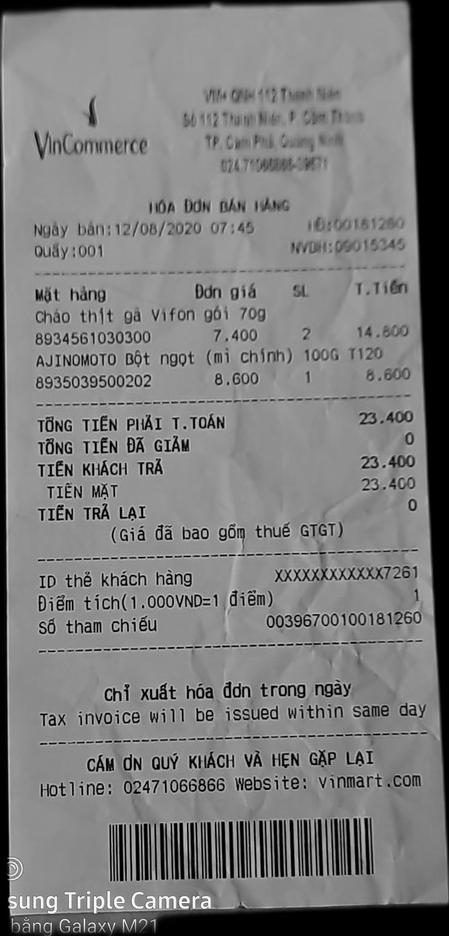 VinCommerce
VM+ QNH 112 Thanh Niên
Số 112 Thanh Niên, P. Cẩm Thành
TP. Cẩm Phả, Quảng Ninh
HÓA ĐƠN BÁN HÀNG
Ngày bán:12/08/2020 07:45 HĐ:00181260
Quầy:001 NVBH:09015345
Mặt hàng Đơn giá SL T.Tiền
Cháo thịt gà Vifon gói 70g
8934561030300 7.400 2 14.800
AJINOMOTO Bột ngọt (mì chính) 100G T120
8935039500202 8.600 1 8.600
TỔNG TIỀN PHẢI T.TOÁN 23.400
TỔNG TIỀN ĐÃ GIẢM 0
TIỀN KHÁCH TRẢ 23.400
TIỀN MẶT 23.400
TIỀN TRẢ LẠI 0
(Giá đã bao gồm thuế GTGT)
ID thẻ khách hàng XXXXXXXXXXXX7261
Điểm tích(1.000VND=1 điểm) 1
Số tham chiếu 00396700100181260
Chỉ xuất hóa đơn trong ngày
Tax invoice will be issued within same day
CÁM ƠN QUÝ KHÁCH VÀ HẸN GẶP LẠI
Hotline: 02471066866 Website: vinmart.com
sung Triple Camera
bằng Galaxy M21